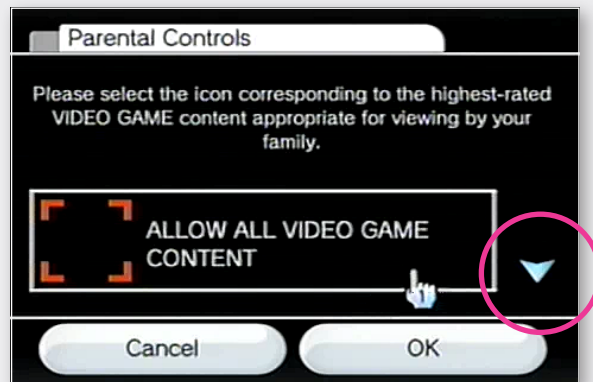 Parental Controls
Please select the icon corresponding to the highest-rated
VIDEO GAME content appropriate for viewing by your
family.
ALLOW ALL VIDEO GAME
CONTENT
Cancel
OK